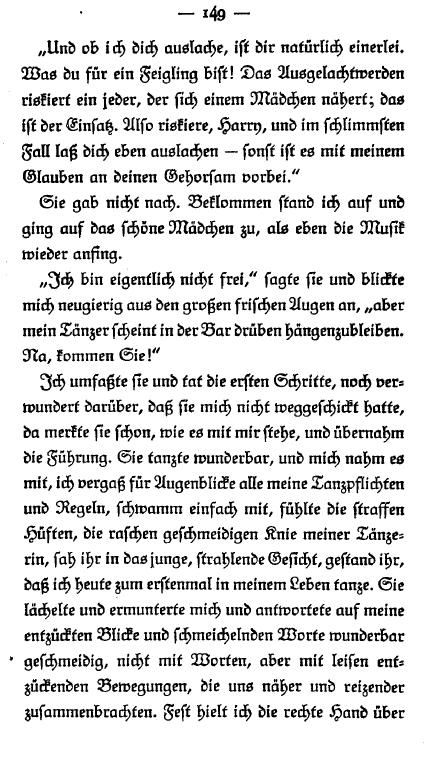 — 149 —
„Und ob ich dich auslache, ist dir natürlich einerlei.
Was du für ein Feigling bist! Das Ausgelachtwerden
riskiert ein jeder, der sich einem Mädchen nähert; das
ist der Einsatz. Also riskiere, Harry, und im schlimmsten
Fall laß dich eben auslachen — sonst ist es mit meinem
Glauben an deinen Gehorsam vorbei.“
Sie gab nicht nach. Beklommen stand ich auf und
ging auf das schöne Mädchen zu, als eben die Musik
wieder anfing.
„Ich bin eigentlich nicht frei,“ sagte sie und blickte
mich neugierig aus den großen frischen Augen an, „aber
mein Tänzer scheint in der Bar drüben hängenzubleiben.
Na, kommen Sie!“
Ich umfaßte sie und tat die ersten Schritte, noch ver-
wundert darüber, daß sie mich nicht weggeschickt hatte,
da merkte sie schon, wie es mit mir stehe, und übernahm
die Führung. Sie tanzte wunderbar, und mich nahm es
mit, ich vergaß für Augenblicke alle meine Tanzpflichten
und Regeln, schwamm einfach mit, fühlte die straffen
Hüften, die raschen geschmeidigen Knie meiner Tänze-
rin, sah ihr in das junge, strahlende Gesicht, gestand ihr,
daß ich heute zum erstenmal in meinem Leben tanze. Sie
lächelte und ermunterte mich und antwortete auf meine
entzückten Blicke und schmeichelnden Worte wunderbar
geschmeidig, nicht mit Worten, aber mit leisen ent-
zückenden Bewegungen, die uns näher und reizender
zusammenbrachten. Fest hielt ich die rechte Hand über